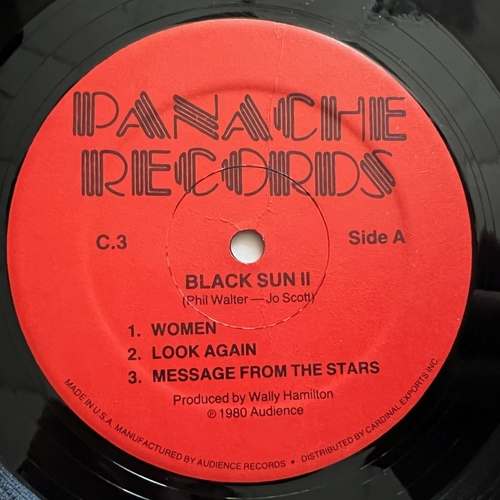 PANACHE
RECORDS
C.3
Side A
BLACK SUN II
(Phil Walter — Jo Scott)
1. WOMEN
2. LOOK AGAIN
3. MESSAGE FROM THE STARS
Produced by Wally Hamilton
℗ 1980 Audience
MADE IN U.S.A. MANUFACTURED BY AUDIENCE RECORDS • DISTRIBUTED BY CARDINAL EXPORTS INC.